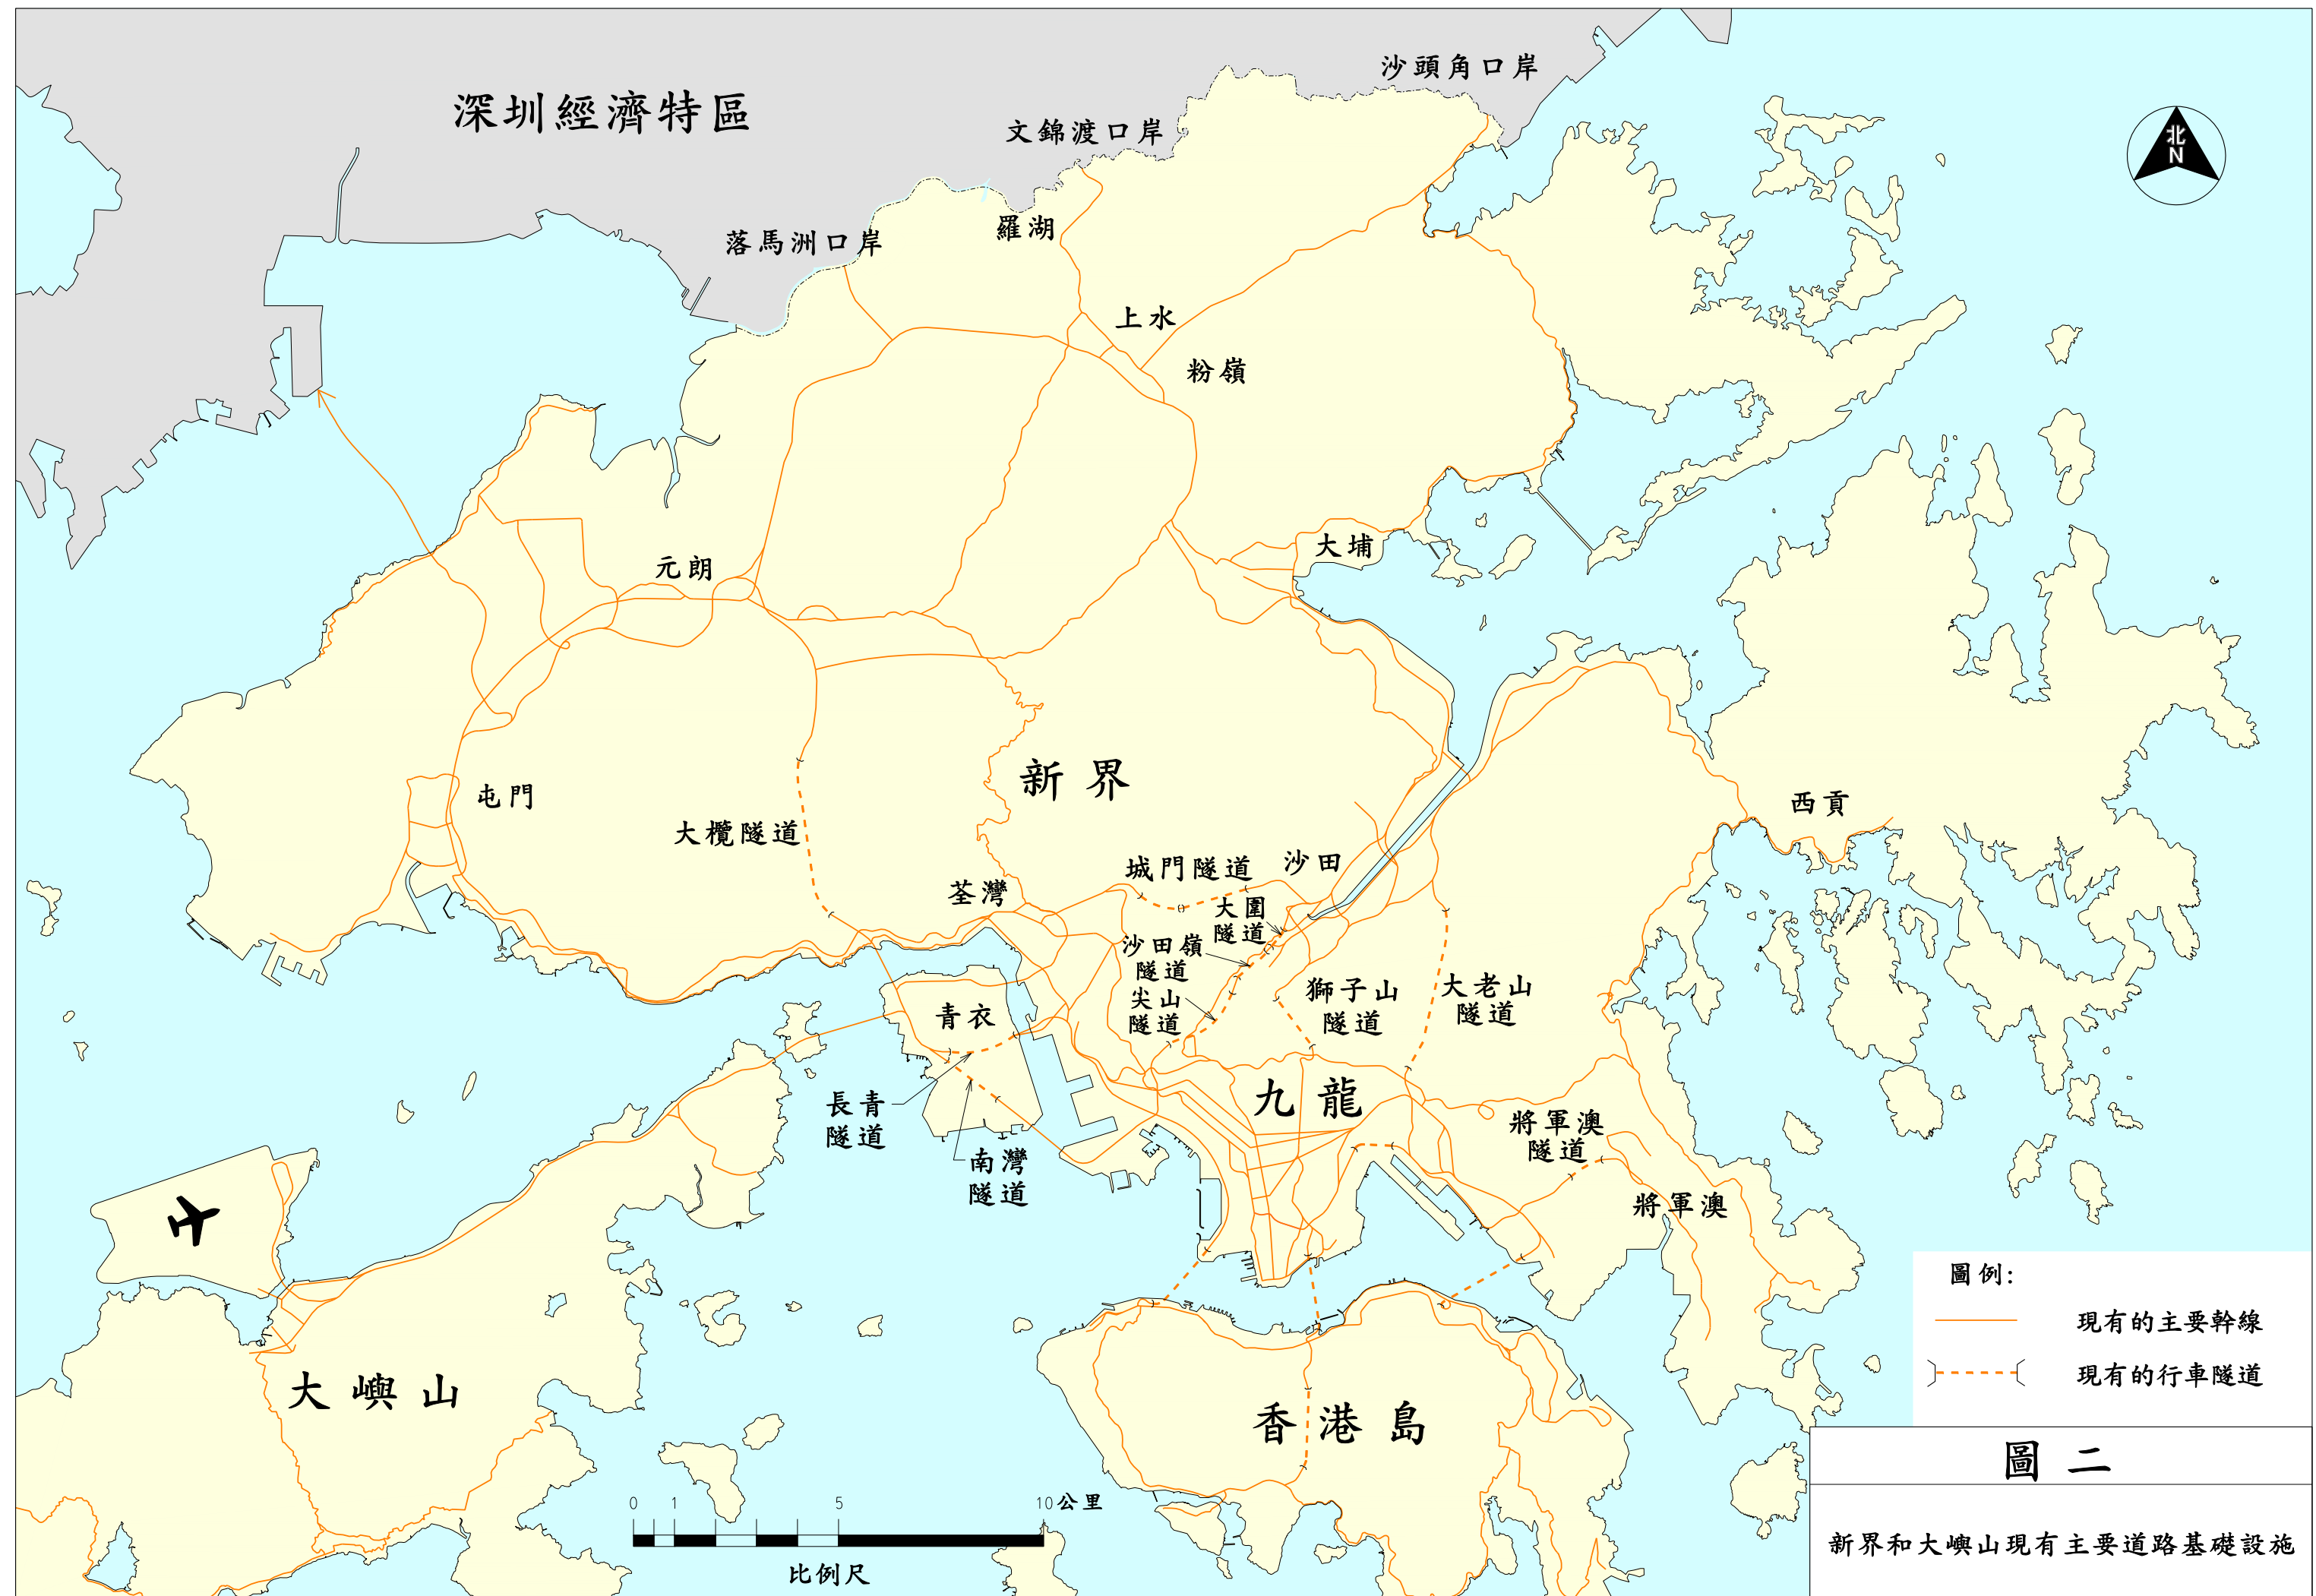 沙頭角口岸
深圳經濟特區
文錦渡口岸
北
N
羅湖
落馬洲口岸
上水
粉嶺
大埔
元朗
新界
屯門
西貢
大欖隧道
城門隧道
沙田
荃灣
大圍
隧道
沙田嶺
隧道
尖山
隧道
獅子山
隧道
大老山
隧道
青衣
九龍
長青
隧道
將軍澳
隧道
南灣
隧道
將軍澳
圖例:
現有的主要幹線
現有的行車隧道
大嶼山
香港島
圖二
0 1 5 10公里
比例尺
新界和大嶼山現有主要道路基礎設施